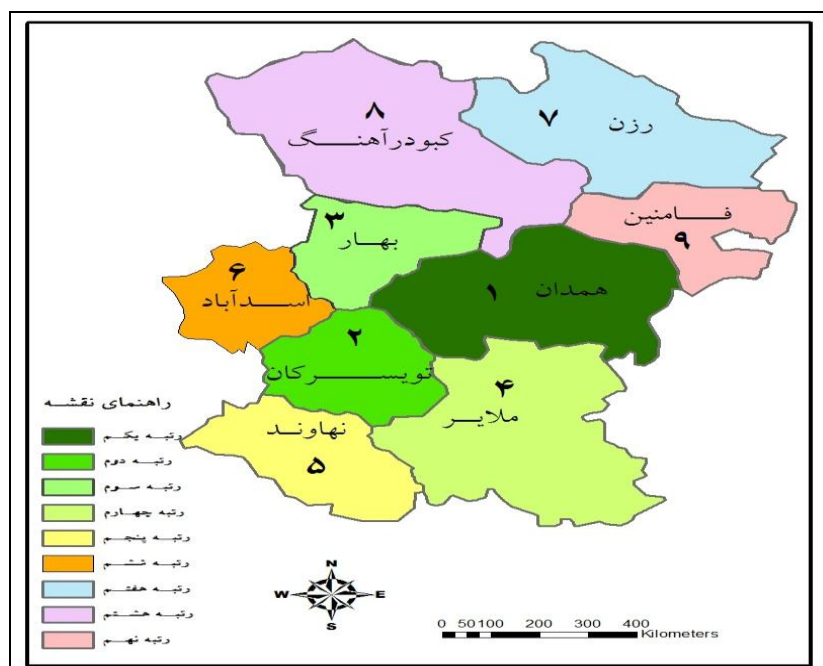 ۸
کبودرآهنگ
۷
رزن
فامنین
۹
۳
بهار
۱
همدان
۶
اسدآباد
۲
تویسرکان
۴
ملایر
نهاوند
۵
راهنمای نقشه
رتبه یکم
رتبه دوم
رتبه سوم
رتبه چهارم
رتبه پنجم
رتبه ششم
رتبه هفتم
رتبه هشتم
رتبه نهم
N
W E
S
0 50 100 200 300 400
Kilometers